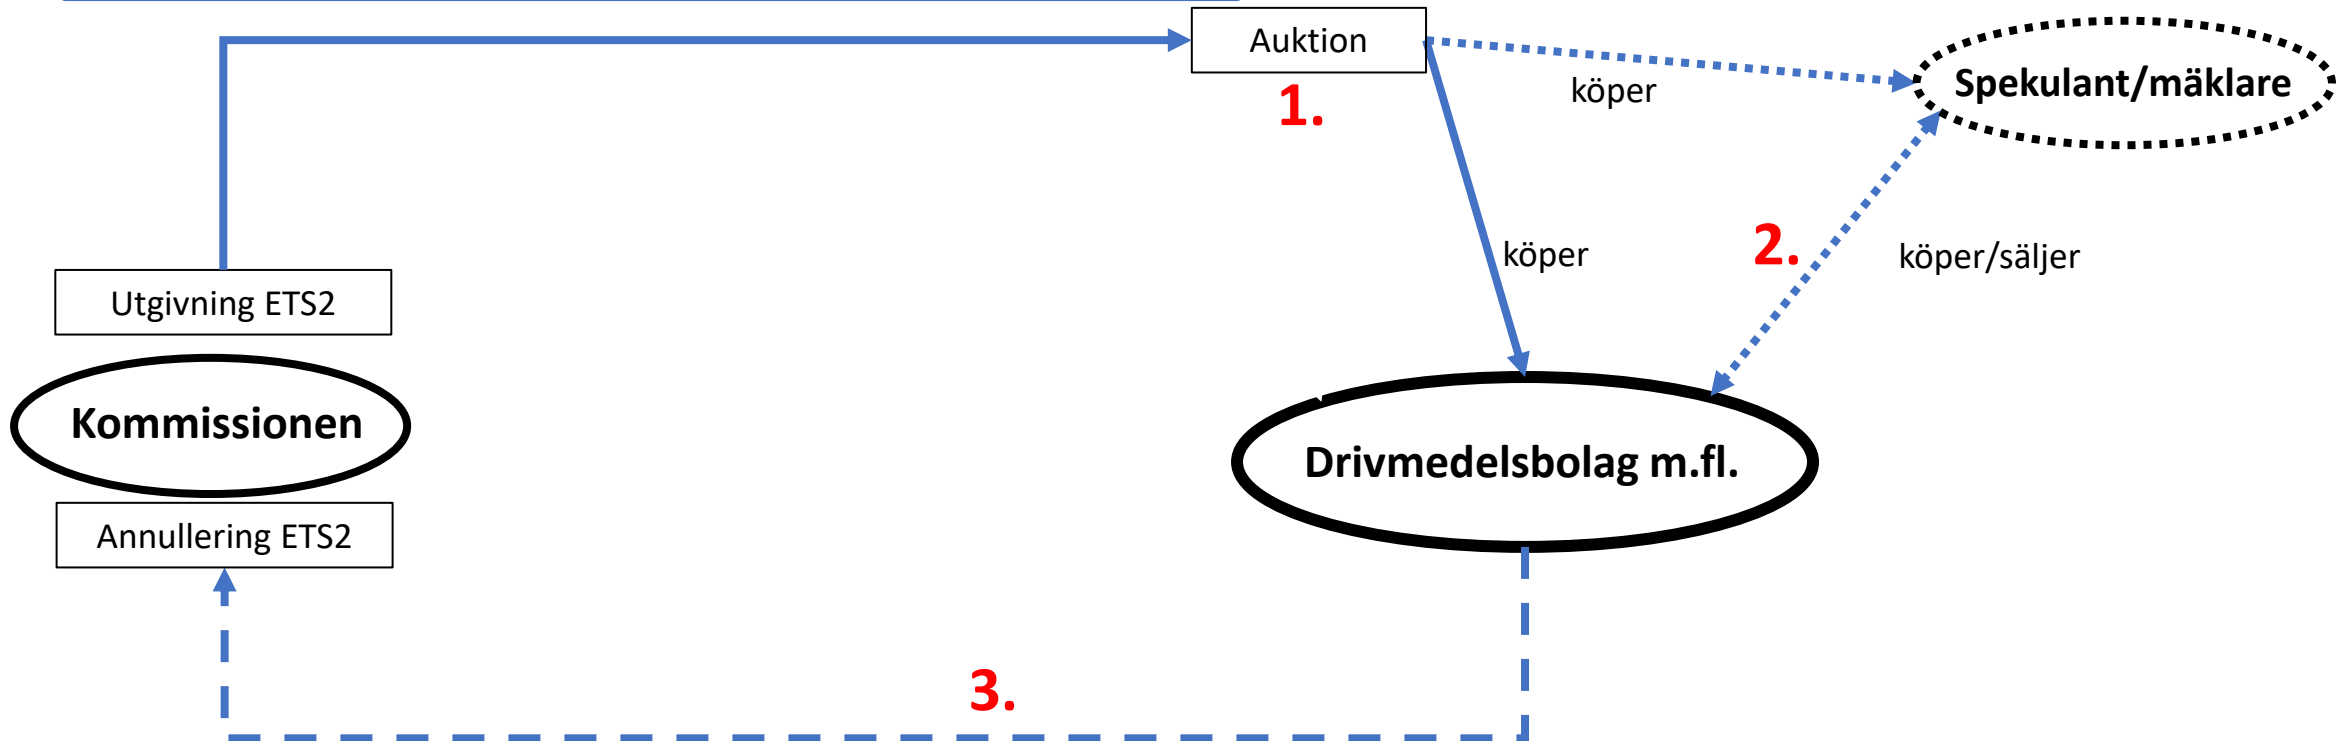 Auktion
1.
köper
Spekulant/mäklare
köper
2.
köper/säljer
Utgivning ETS2
Kommissionen
Drivmedelsbolag m.fl.
Annullering ETS2
3.